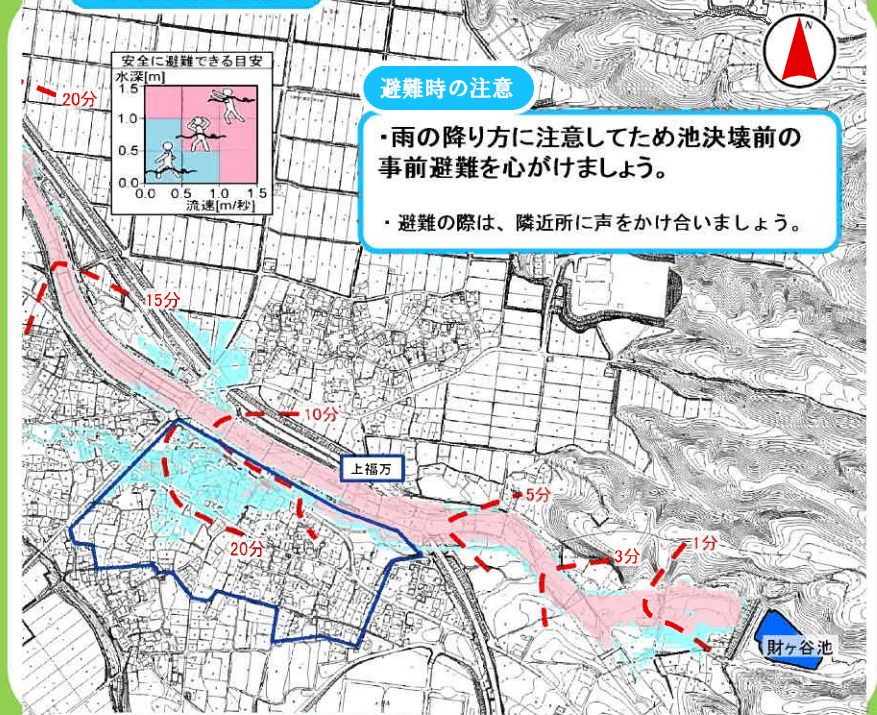 安全に避難できる目安
水深[m]
1.5
1.0
0.5
0.0
0.0 0.5 1.0 1.5
流速[m/秒]
N
避難時の注意
・雨の降り方に注意してため池決壊前の
事前避難を心がけましょう。
・避難の際は、隣近所に声をかけ合いましょう。
20分
15分
10分
上福万
5分
20分
3分
1分
財ヶ谷池